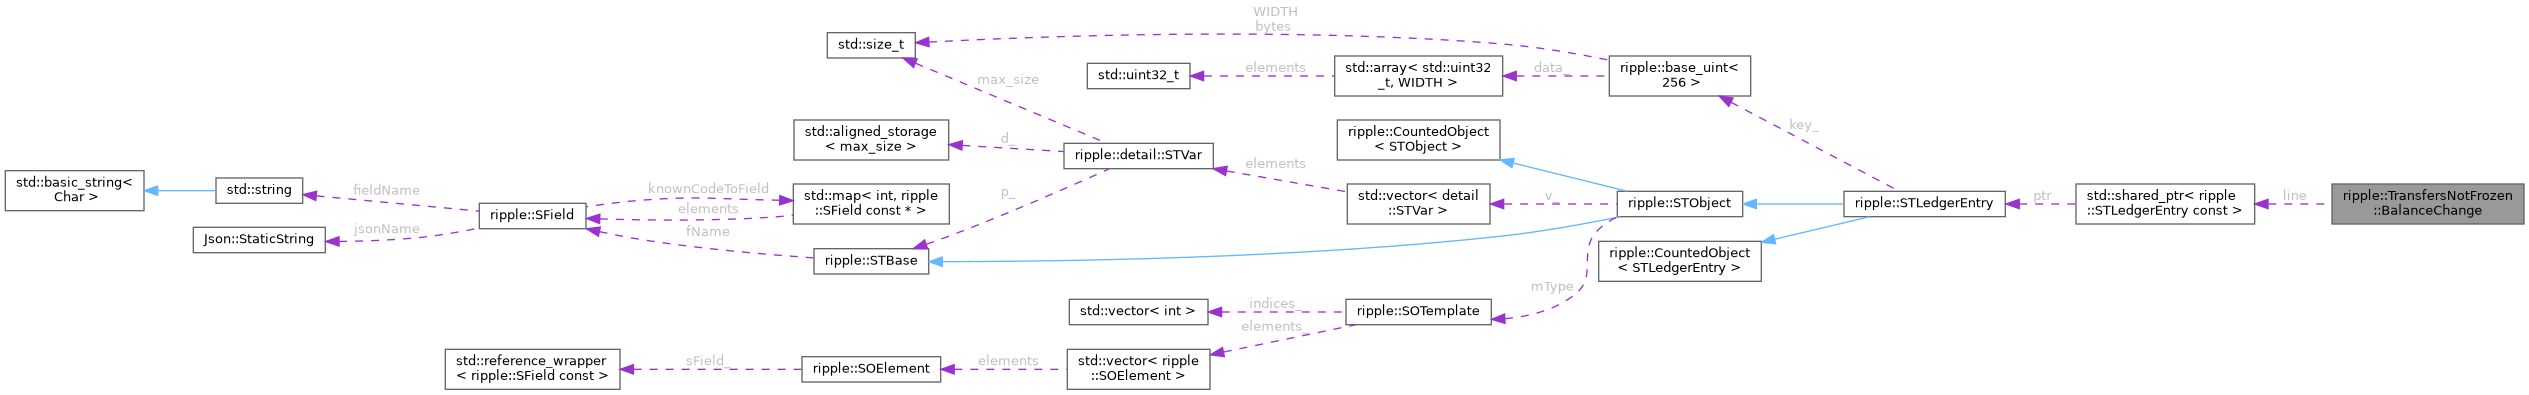 WIDTH
bytes
std::size_t
max_size
std::uint32_t
elements
std::array< std::uint32
_t, WIDTH >
data_
ripple::base_uint<
256 >
std::aligned_storage
< max_size >
d_
ripple::detail::STVar
ripple::CountedObject
< STObject >
key_
std::basic_string<
Char >
std::string
fieldName
knownCodeToField
elements
std::map< int, ripple
::SField const * >
p_
elements
std::vector< detail
::STVar >
v_
ripple::STObject
ripple::STLedgerEntry
ptr
std::shared_ptr< ripple
::STLedgerEntry const >
line
ripple::TransfersNotFrozen
::BalanceChange
ripple::SField
Json::StaticString
jsonName
fName
ripple::STBase
ripple::CountedObject
< STLedgerEntry >
mType
std::vector< int >
indices_
ripple::SOTemplate
elements_
std::reference_wrapper
< ripple::SField const >
sField_
ripple::SOElement
elements
std::vector< ripple
::SOElement >